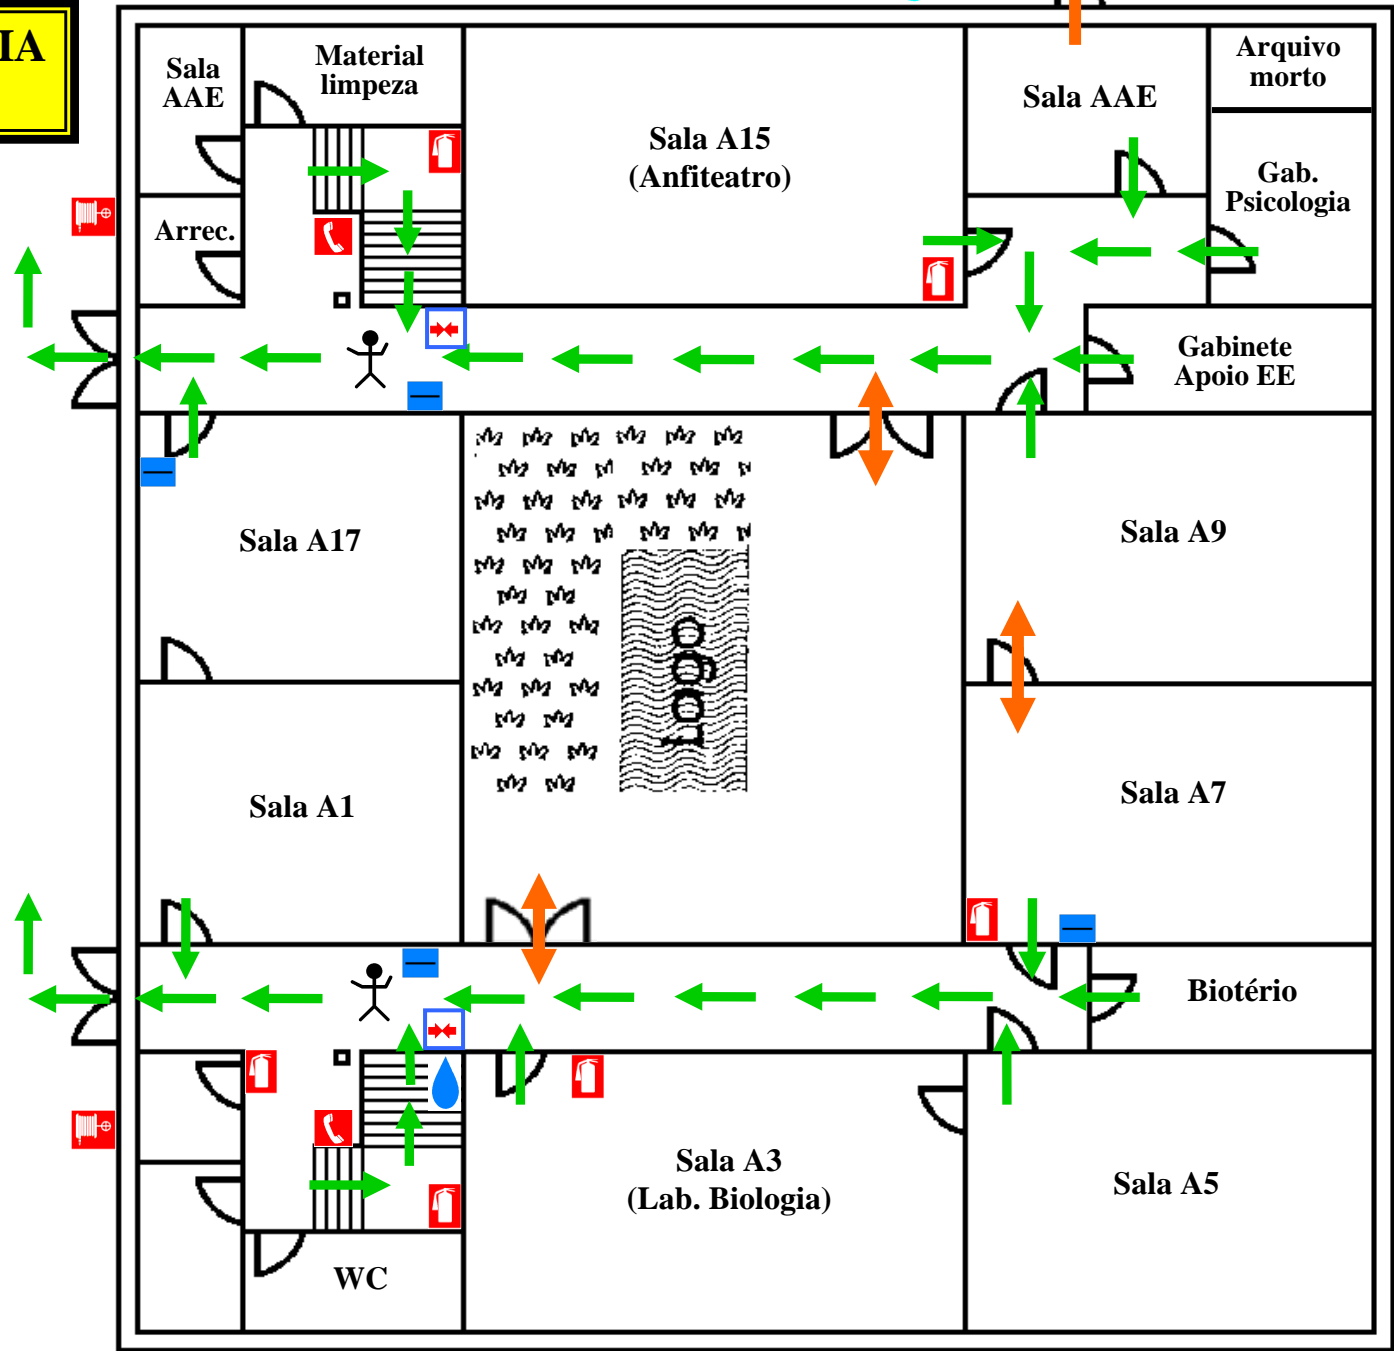 IA
Sala
AAE
Material
limpeza
Sala A15
(Anfiteatro)
Sala AAE
Arquivo
morto
Gab.
Psicologia
Arrec.
Gabinete
Apoio EE
Sala A17
Sala A9
lago
Sala A1
Sala A7
Biotério
Sala A3
(Lab. Biologia)
Sala A5
WC